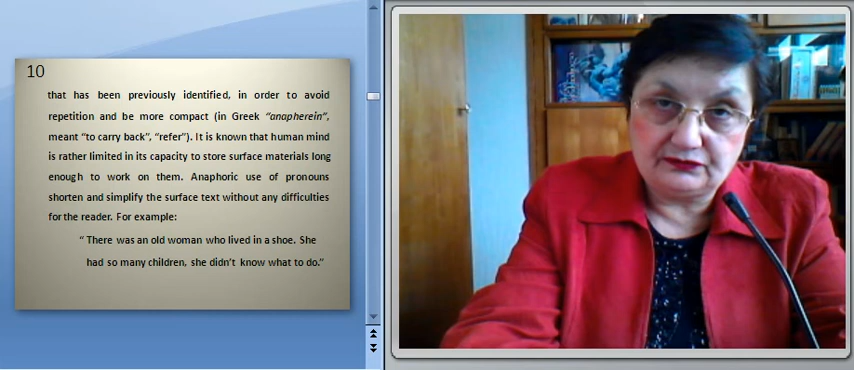 10
that has been previously identified, in order to avoid
repetition and be more compact (in Greek “anapherein”,
meant “to carry back”, “refer”). It is known that human mind
is rather limited in its capacity to store surface materials long
enough to work on them. Anaphoric use of pronouns
shorten and simplify the surface text without any difficulties
for the reader. For example:
“ There was an old woman who lived in a shoe. She
had so many children, she didn’t know what to do.”